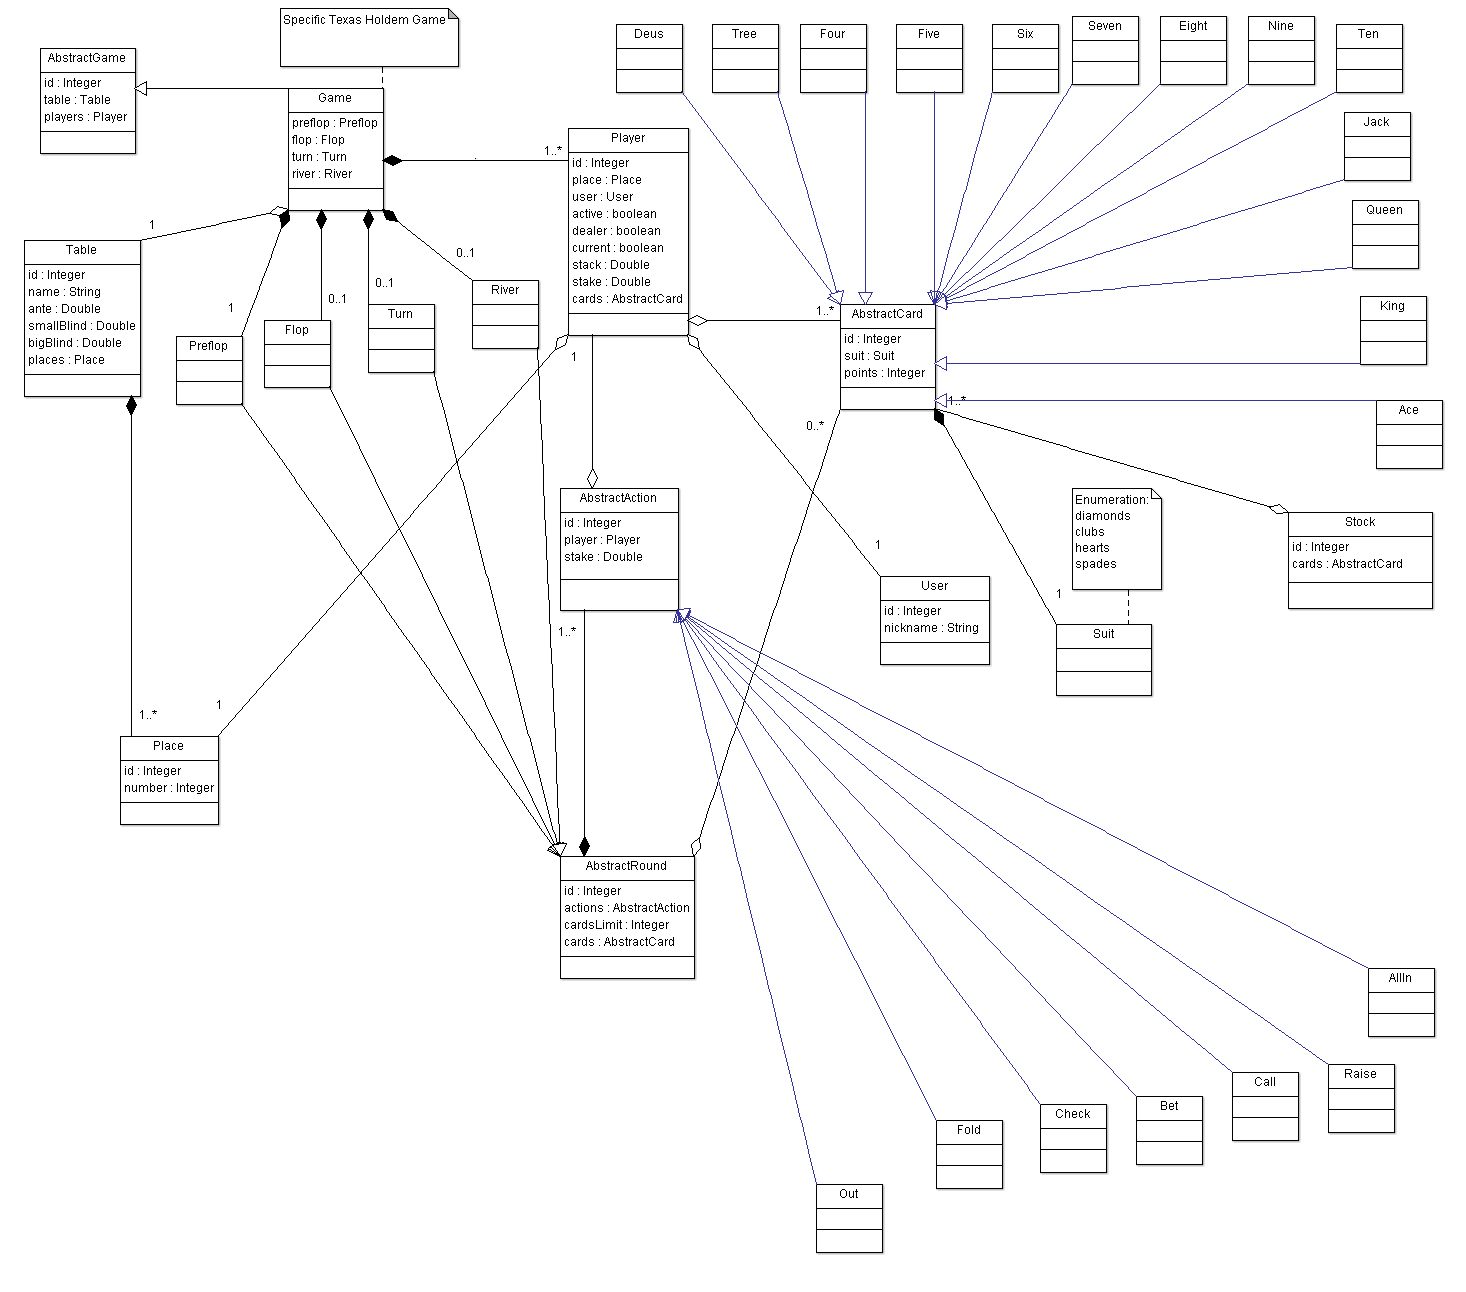 Specific Texas Holdem Game
AbstractGame
id : Integer
table : Table
players : Player
Game
preflop : Preflop
flop : Flop
turn : Turn
river : River
Deus
Tree
Four
Five
Six
Seven
Eight
Nine
Ten
Jack
Queen
King
Ace
Player
id : Integer
place : Place
user : User
active : boolean
dealer : boolean
current : boolean
stack : Double
stake : Double
cards : AbstractCard
1..*
1
1
0..1
0..1
0..1
Table
id : Integer
name : String
ante : Double
smallBlind : Double
bigBlind : Double
places : Place
Preflop
Flop
Turn
River
1..*
AbstractCard
id : Integer
suit : Suit
points : Integer
1
1..*
0..*
AbstractAction
id : Integer
player : Player
stake : Double
1..*
Enumeration:
diamonds
clubs
hearts
spades
Stock
id : Integer
cards : AbstractCard
1
User
id : Integer
nickname : String
1
Suit
1
1..*
Place
id : Integer
number : Integer
AbstractRound
id : Integer
actions : AbstractAction
cardsLimit : Integer
cards : AbstractCard
AllIn
Raise
Call
Bet
Check
Fold
Out